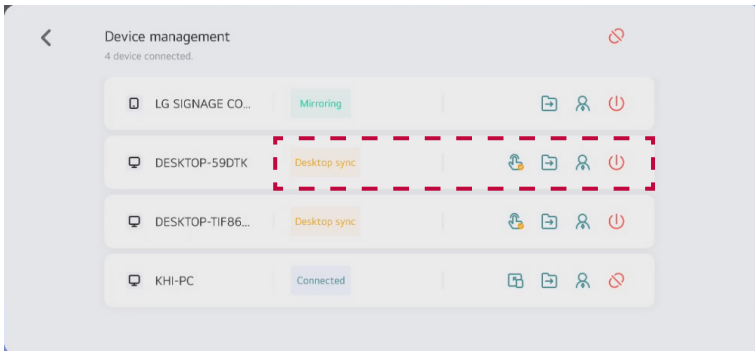 Device management
4 device connected.
LG SIGNAGE CO... Mirroring
DESKTOP-59DTK Desktop sync
DESKTOP-TIF86... Desktop sync
KHI-PC Connected